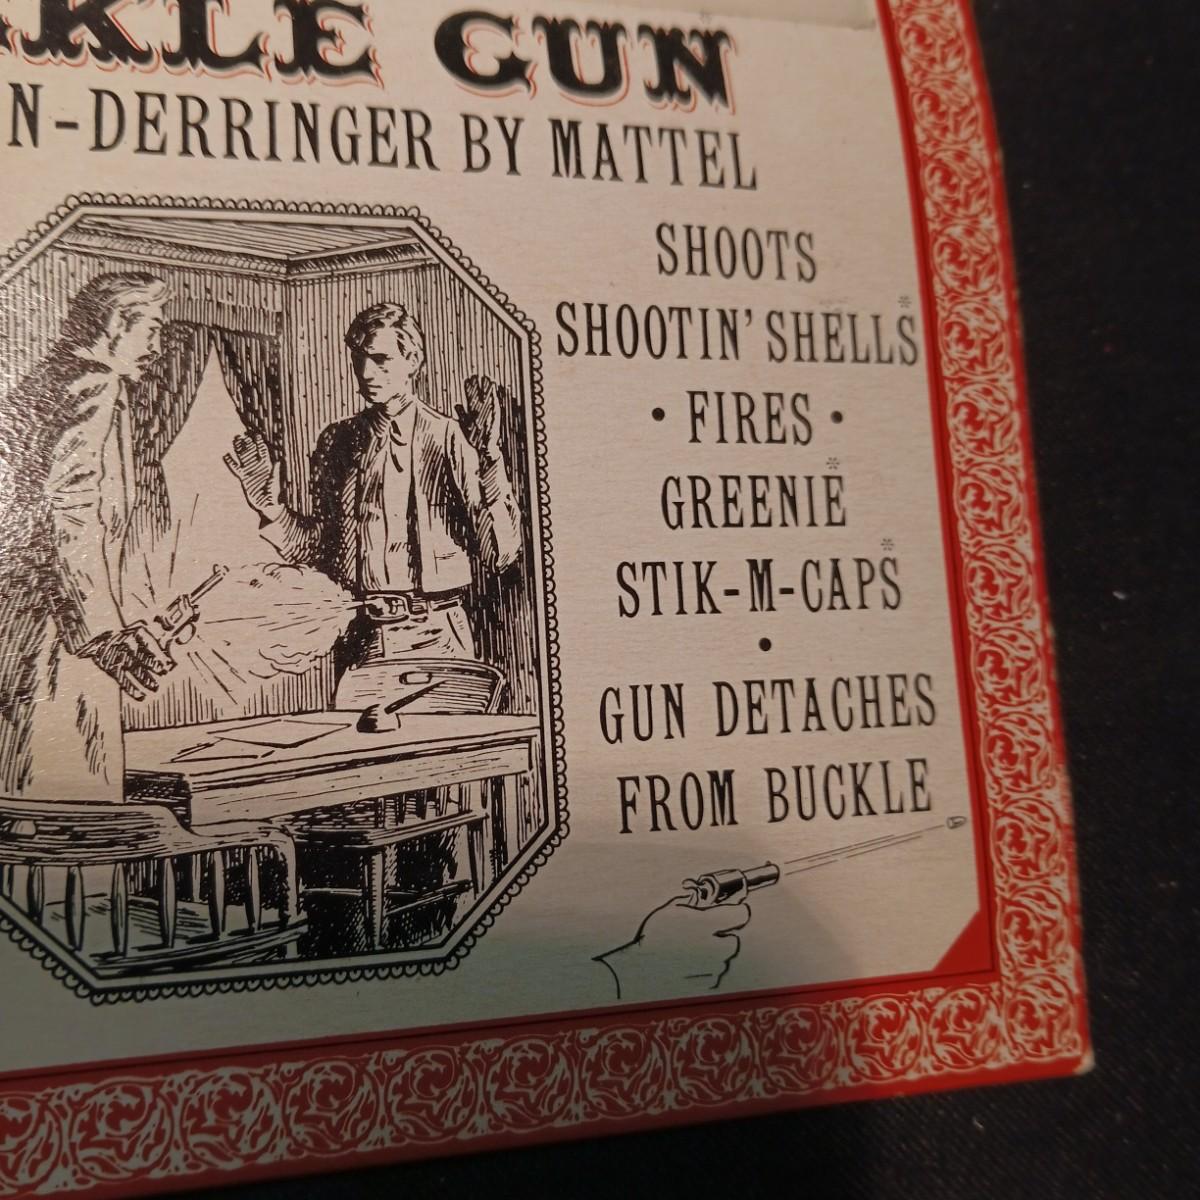 KLE GUN
N-DERRINGER BY MATTEL
SHOOTS
SHOOTIN' SHELLS*
• FIRES •
GREENIE*
STIK-M-CAPS*
•
GUN DETACHES
FROM BUCKLE